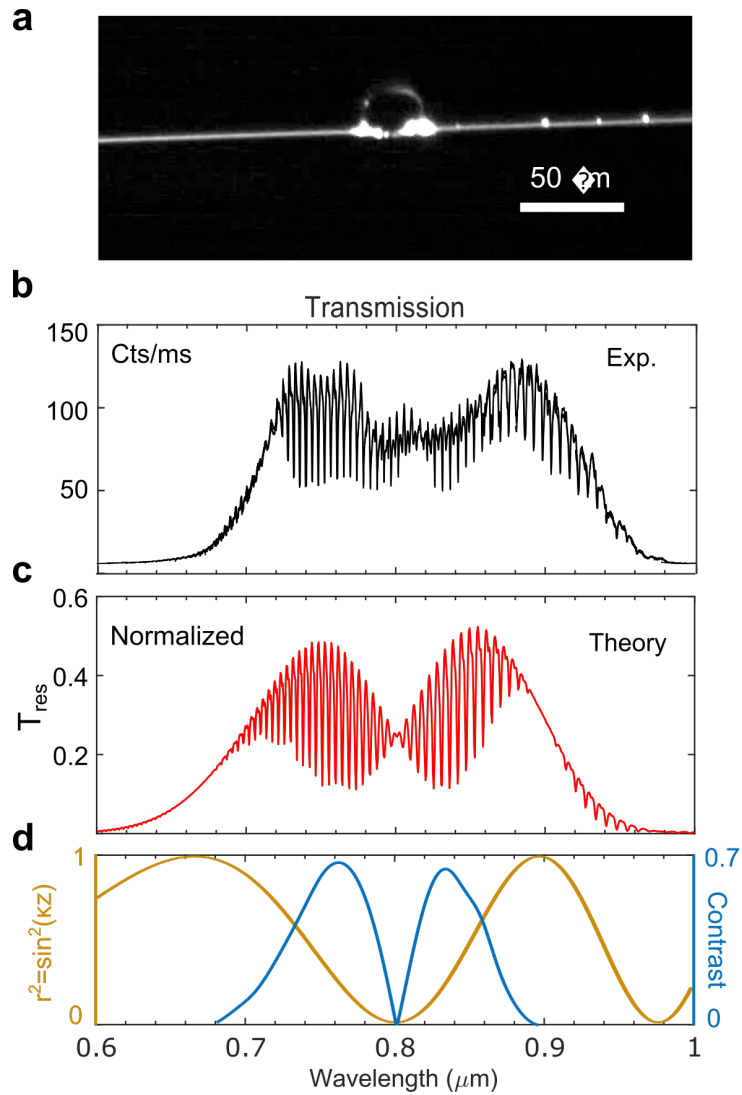 a
50 �m
b
Transmission
150
100
50
Cts/ms
Exp.
c
0.6
0.4
0.2
T_res
Normalized
Theory
d
1
0
r²=sin²(κz)
0.7
0
Contrast
0.6 0.7 0.8 0.9 1
Wavelength (μm)